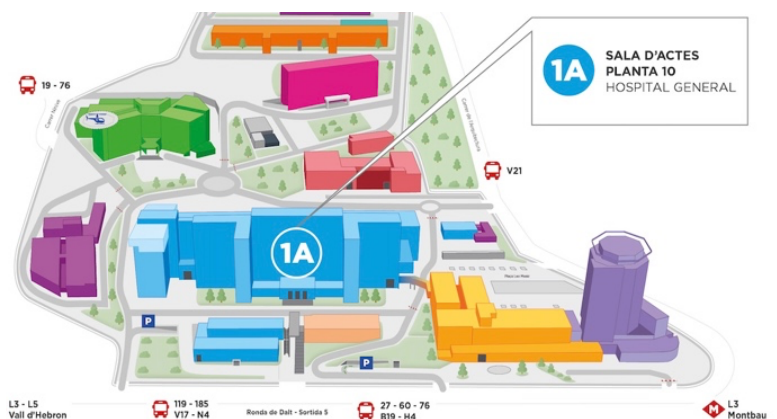 1A
SALA D'ACTES
PLANTA 10
HOSPITAL GENERAL
19 - 76
V21
1A
P
P
L3 - L5
Vall d'Hebron
119 - 185
V17 - N4
Ronda de Dalt - Sortida 5
27 - 60 - 76
B19 - H4
M
L3
Montbau